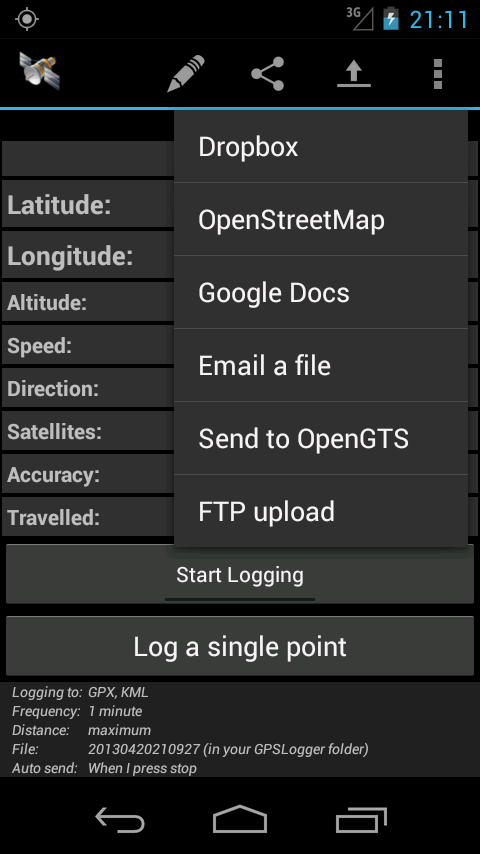 3G 21:11
Dropbox
OpenStreetMap
Google Docs
Email a file
Send to OpenGTS
FTP upload
Latitude:
Longitude:
Altitude:
Speed:
Direction:
Satellites:
Accuracy:
Travelled:
Start Logging
Log a single point
Logging to: GPX, KML
Frequency: 1 minute
Distance: maximum
File: 20130420210927 (in your GPSLogger folder)
Auto send: When I press stop